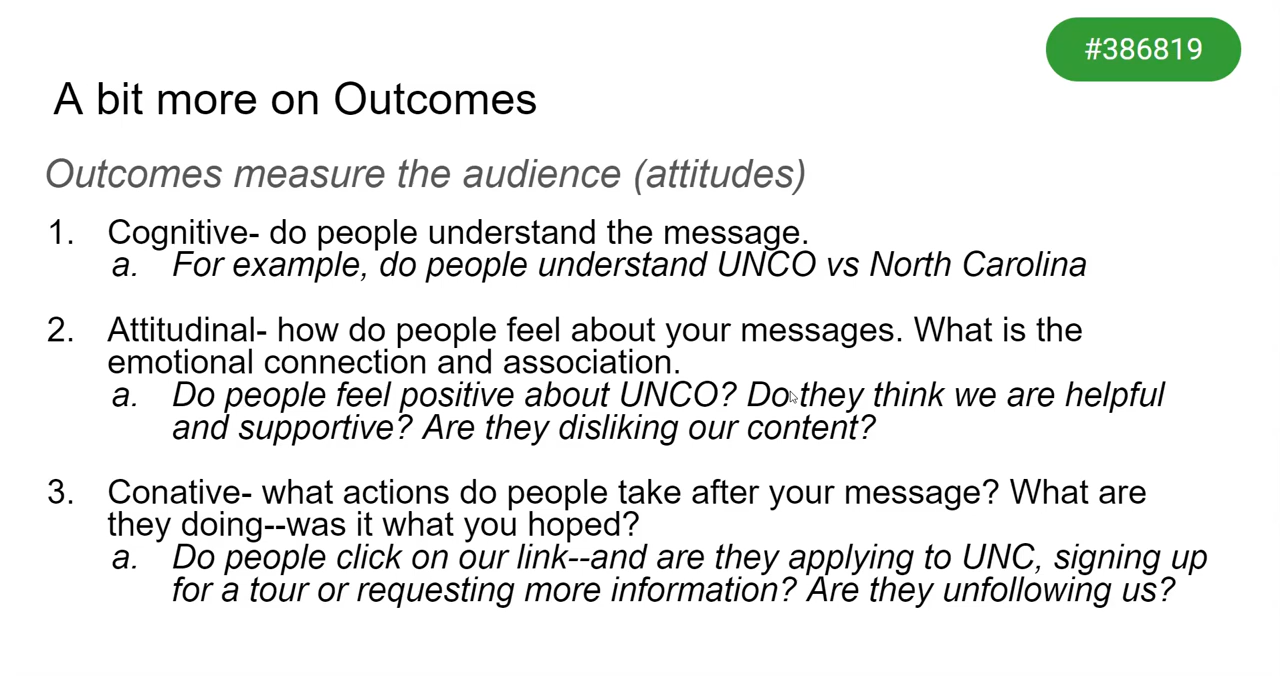 #386819
A bit more on Outcomes
Outcomes measure the audience (attitudes)
1. Cognitive- do people understand the message.
a. For example, do people understand UNCO vs North Carolina
2. Attitudinal- how do people feel about your messages. What is the
emotional connection and association.
a. Do people feel positive about UNCO? Do they think we are helpful
and supportive? Are they disliking our content?
3. Conative- what actions do people take after your message? What are
they doing--was it what you hoped?
a. Do people click on our link--and are they applying to UNC, signing up
for a tour or requesting more information? Are they unfollowing us?